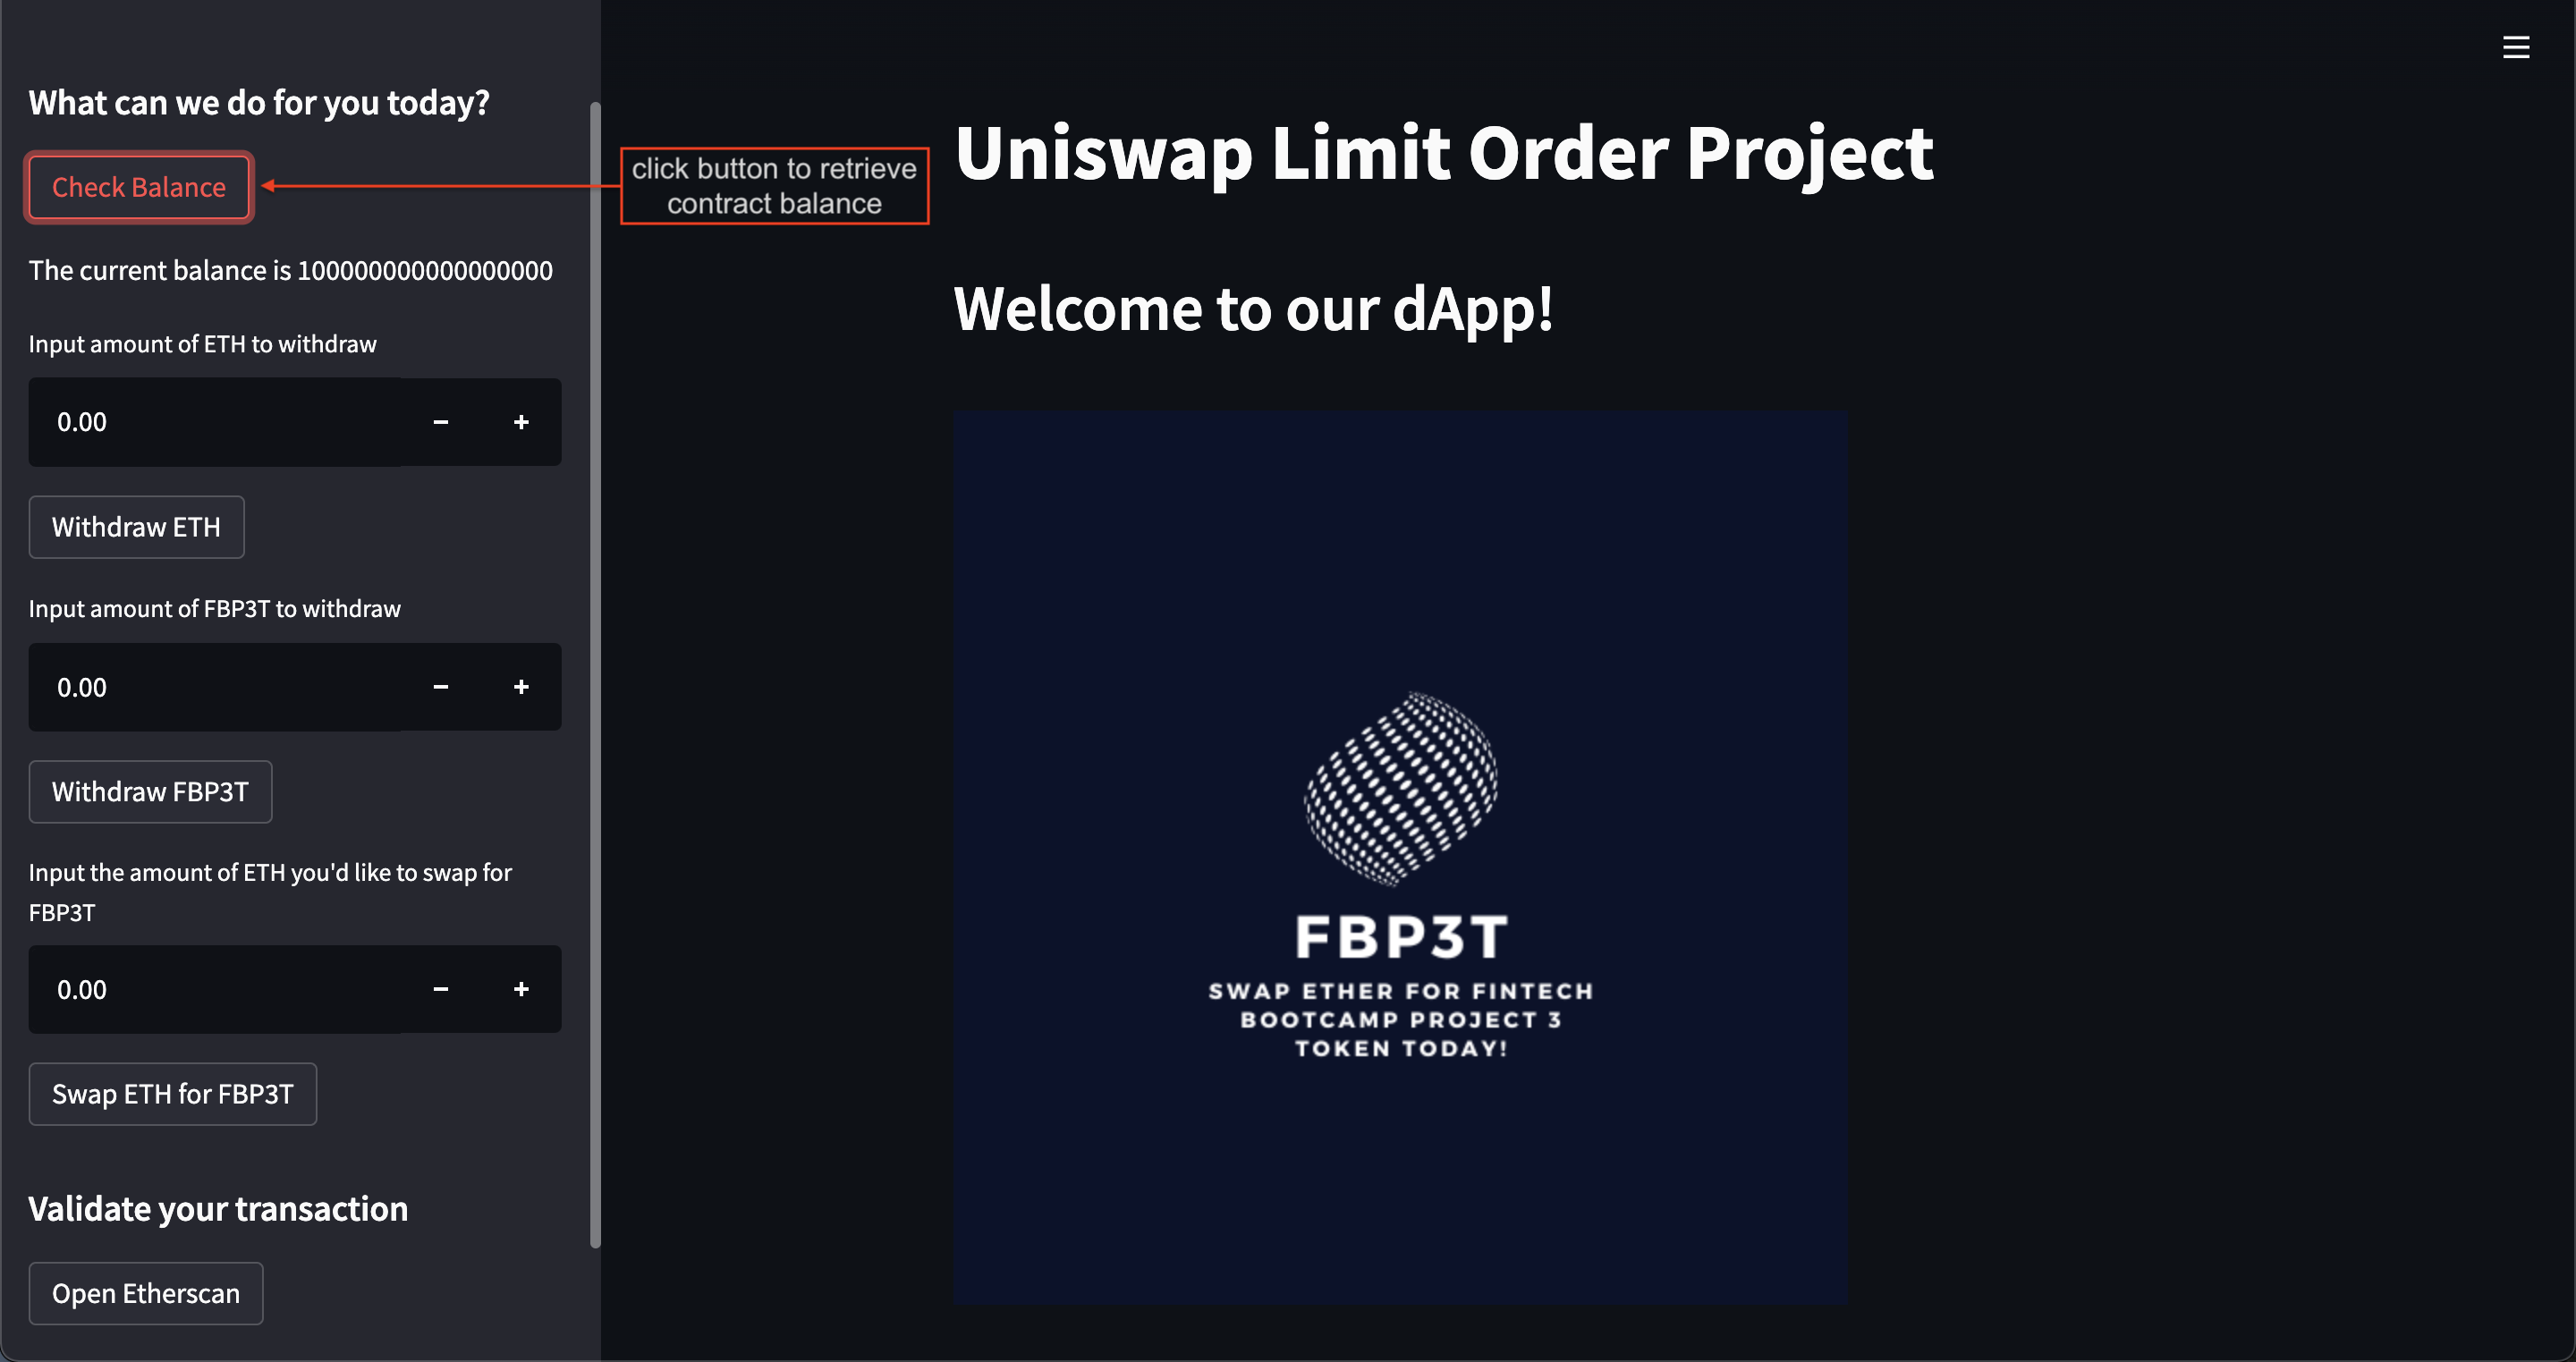 What can we do for you today?
Check Balance
click button to retrieve
contract balance
The current balance is 100000000000000000
Input amount of ETH to withdraw
0.00 − +
Withdraw ETH
Input amount of FBP3T to withdraw
0.00 − +
Withdraw FBP3T
Input the amount of ETH you'd like to swap for
FBP3T
0.00 − +
Swap ETH for FBP3T
Validate your transaction
Open Etherscan
Uniswap Limit Order Project
Welcome to our dApp!
FBP3T
SWAP ETHER FOR FINTECH
BOOTCAMP PROJECT 3
TOKEN TODAY!